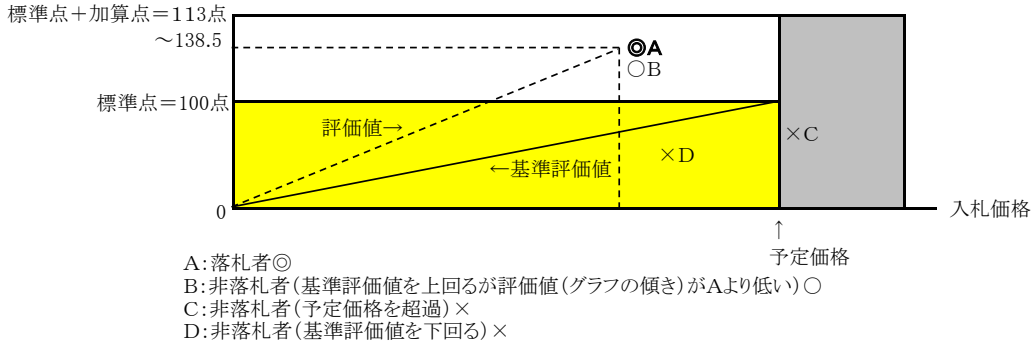 標準点＋加算点＝113点
～138.5
◎A
○B
標準点＝100点
評価値→
×C
×D
←基準評価値
0
入札価格
↑
予定価格
A：落札者◎
B：非落札者（基準評価値を上回るが評価値（グラフの傾き）がAより低い）○
C：非落札者（予定価格を超過）×
D：非落札者（基準評価値を下回る）×